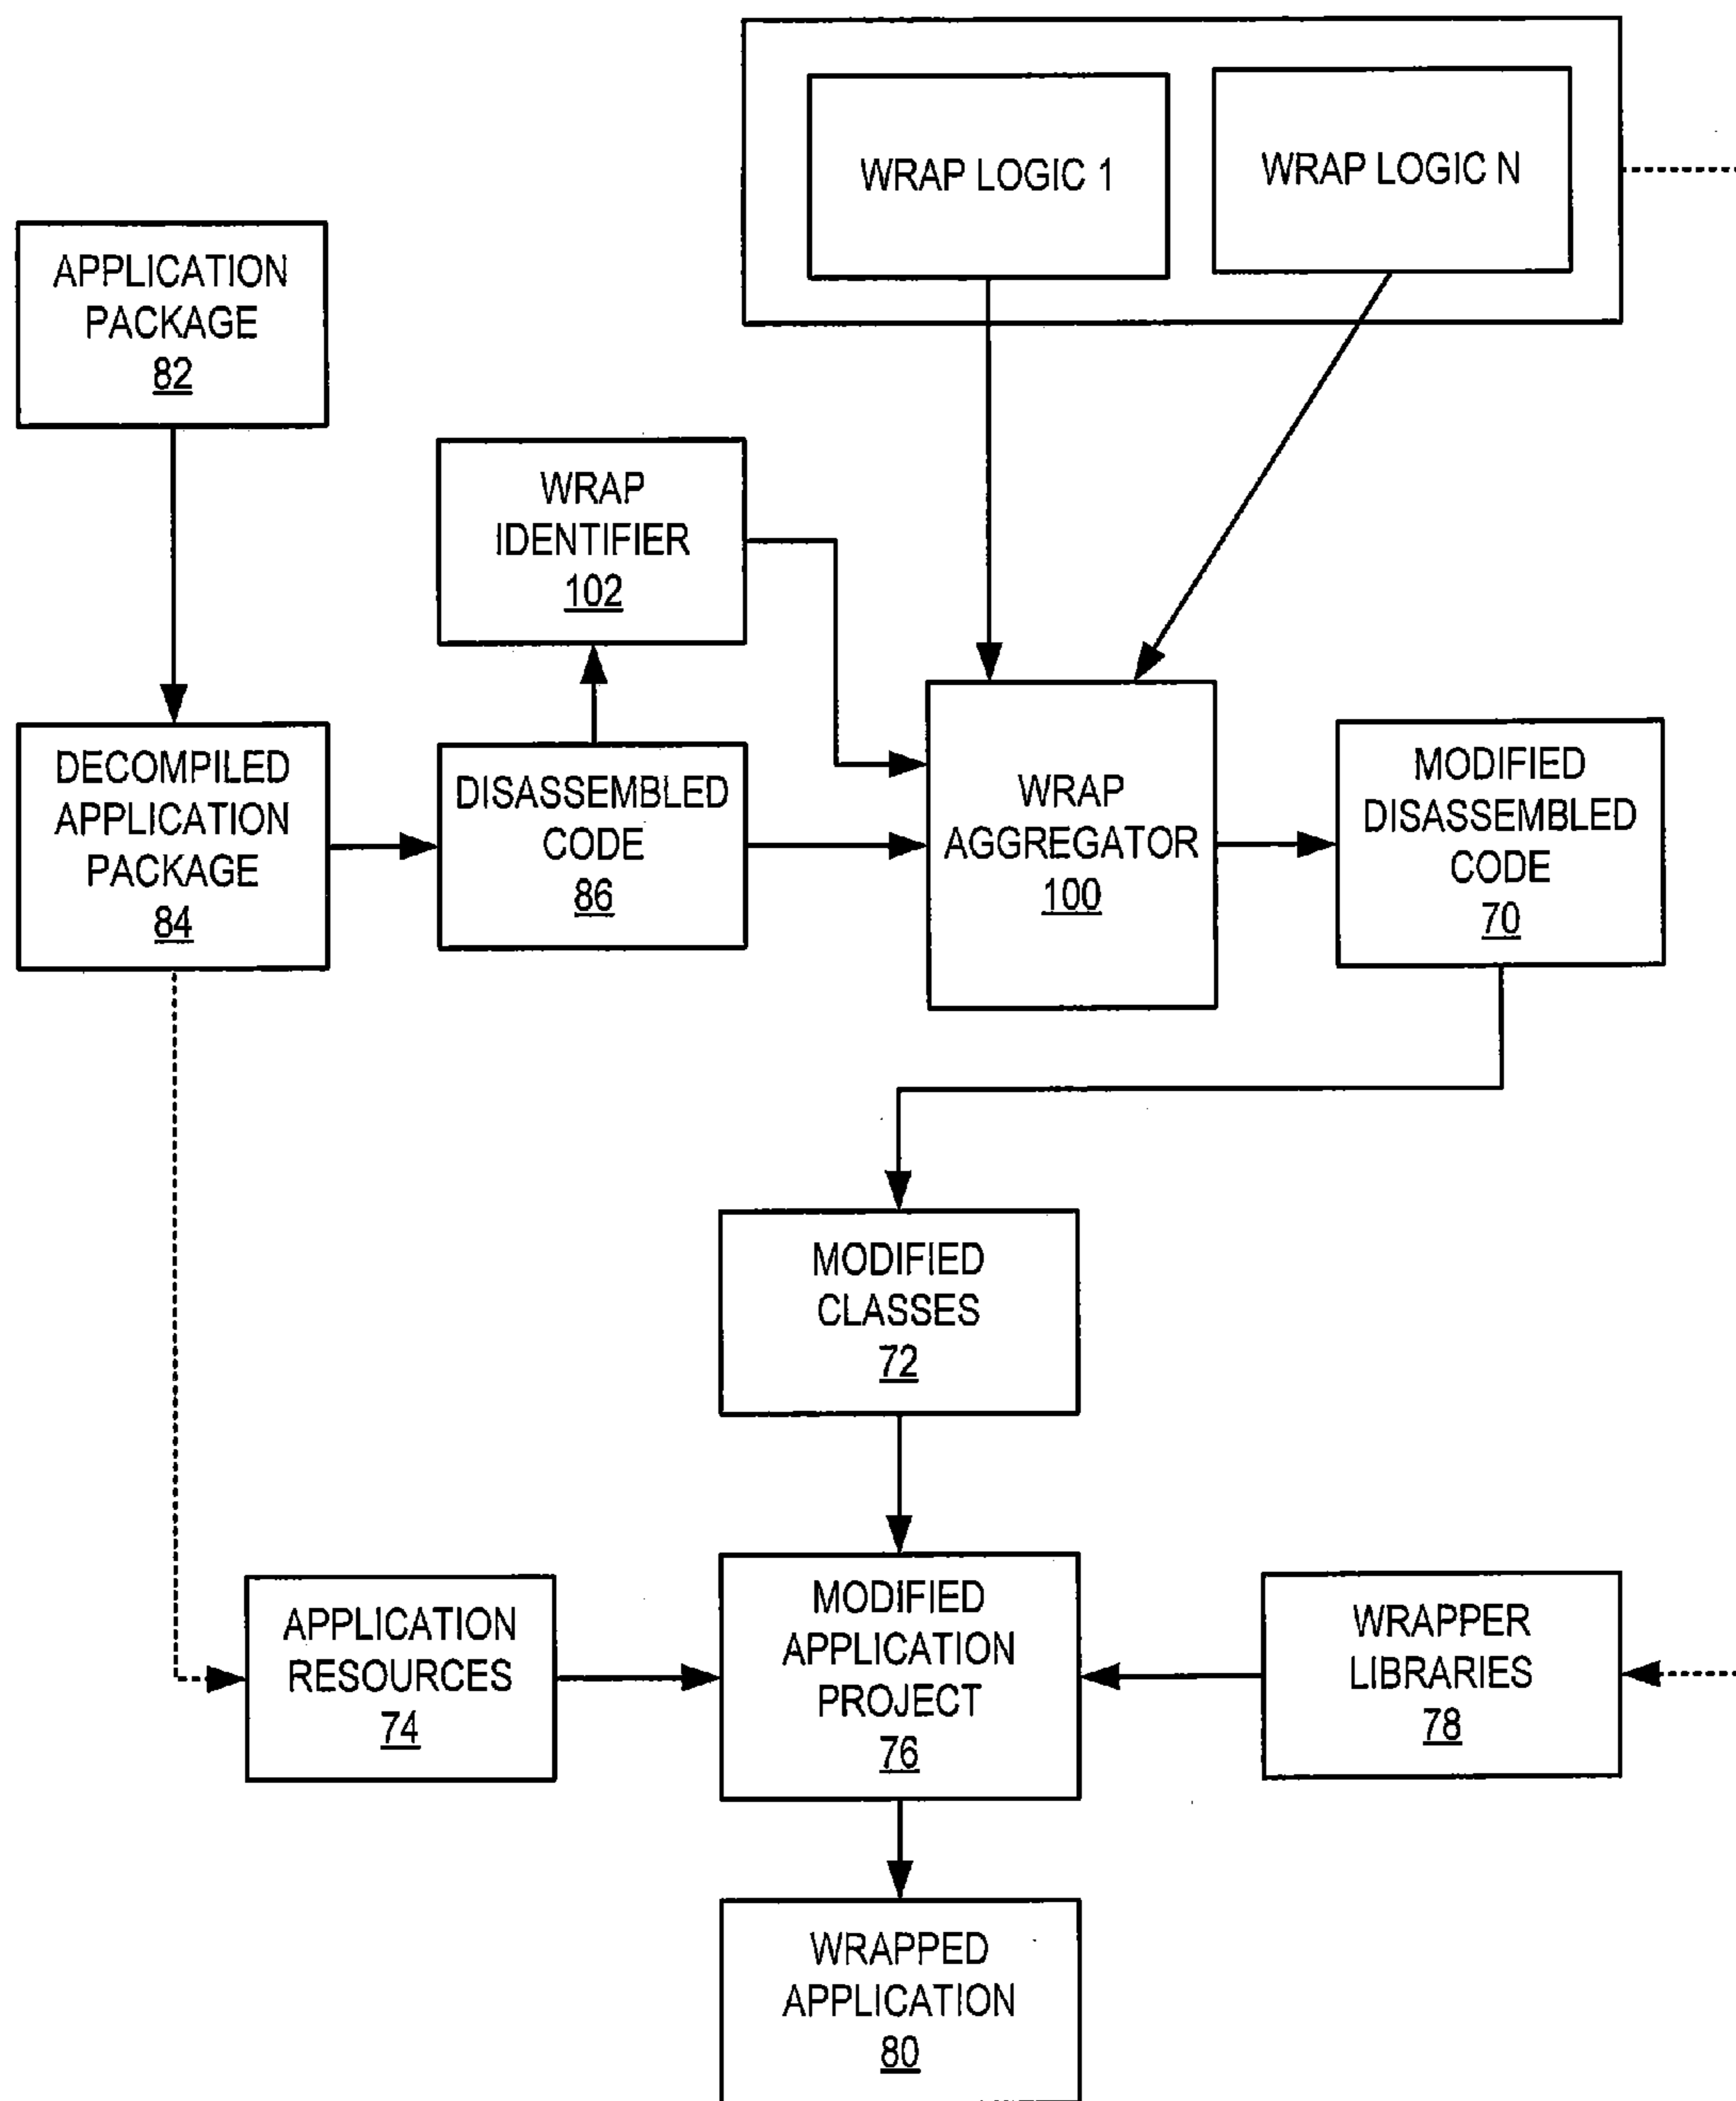 WRAP LOGIC 1
WRAP LOGIC N
APPLICATION
PACKAGE
82
WRAP
IDENTIFIER
102
DECOMPILED
APPLICATION
PACKAGE
84
DISASSEMBLED
CODE
86
WRAP
AGGREGATOR
100
MODIFIED
DISASSEMBLED
CODE
70
MODIFIED
CLASSES
72
APPLICATION
RESOURCES
74
MODIFIED
APPLICATION
PROJECT
76
WRAPPER
LIBRARIES
78
WRAPPED
APPLICATION
80